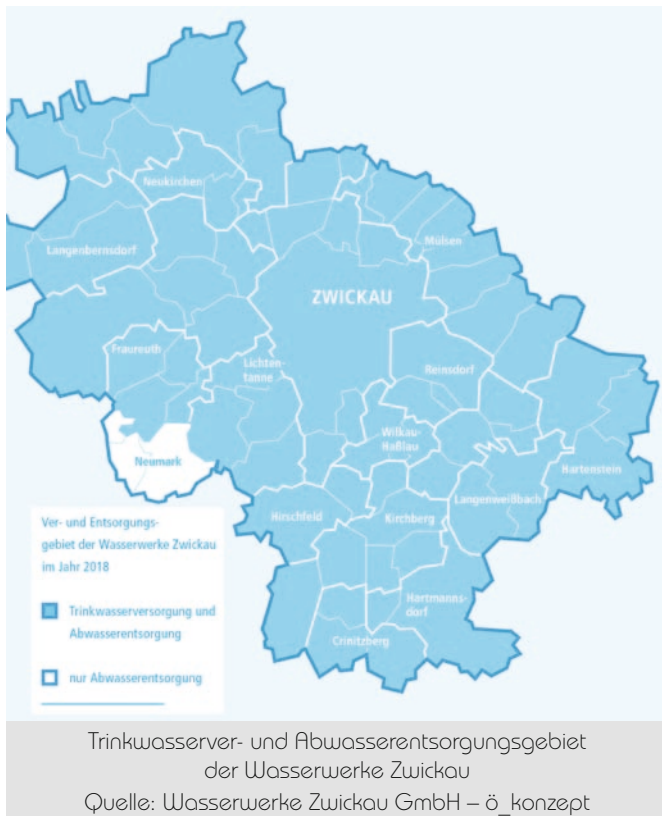 Neukirchen
Langenbernsdorf
Mülsen
ZWICKAU
Fraureuth
Lichten-
tanne
Reinsdorf
Wilkau-
Haßlau
Neumark
Hartenstein
Langenweißbach
Hirschfeld
Kirchberg
Hartmanns-
dorf
Crinitzberg
Ver- und Entsorgungs-
gebiet der Wasserwerke Zwickau
im Jahr 2018
Trinkwasserversorgung und
Abwasserentsorgung
nur Abwasserentsorgung
Trinkwasserver- und Abwasserentsorgungsgebiet
der Wasserwerke Zwickau
Quelle: Wasserwerke Zwickau GmbH – ö_konzept